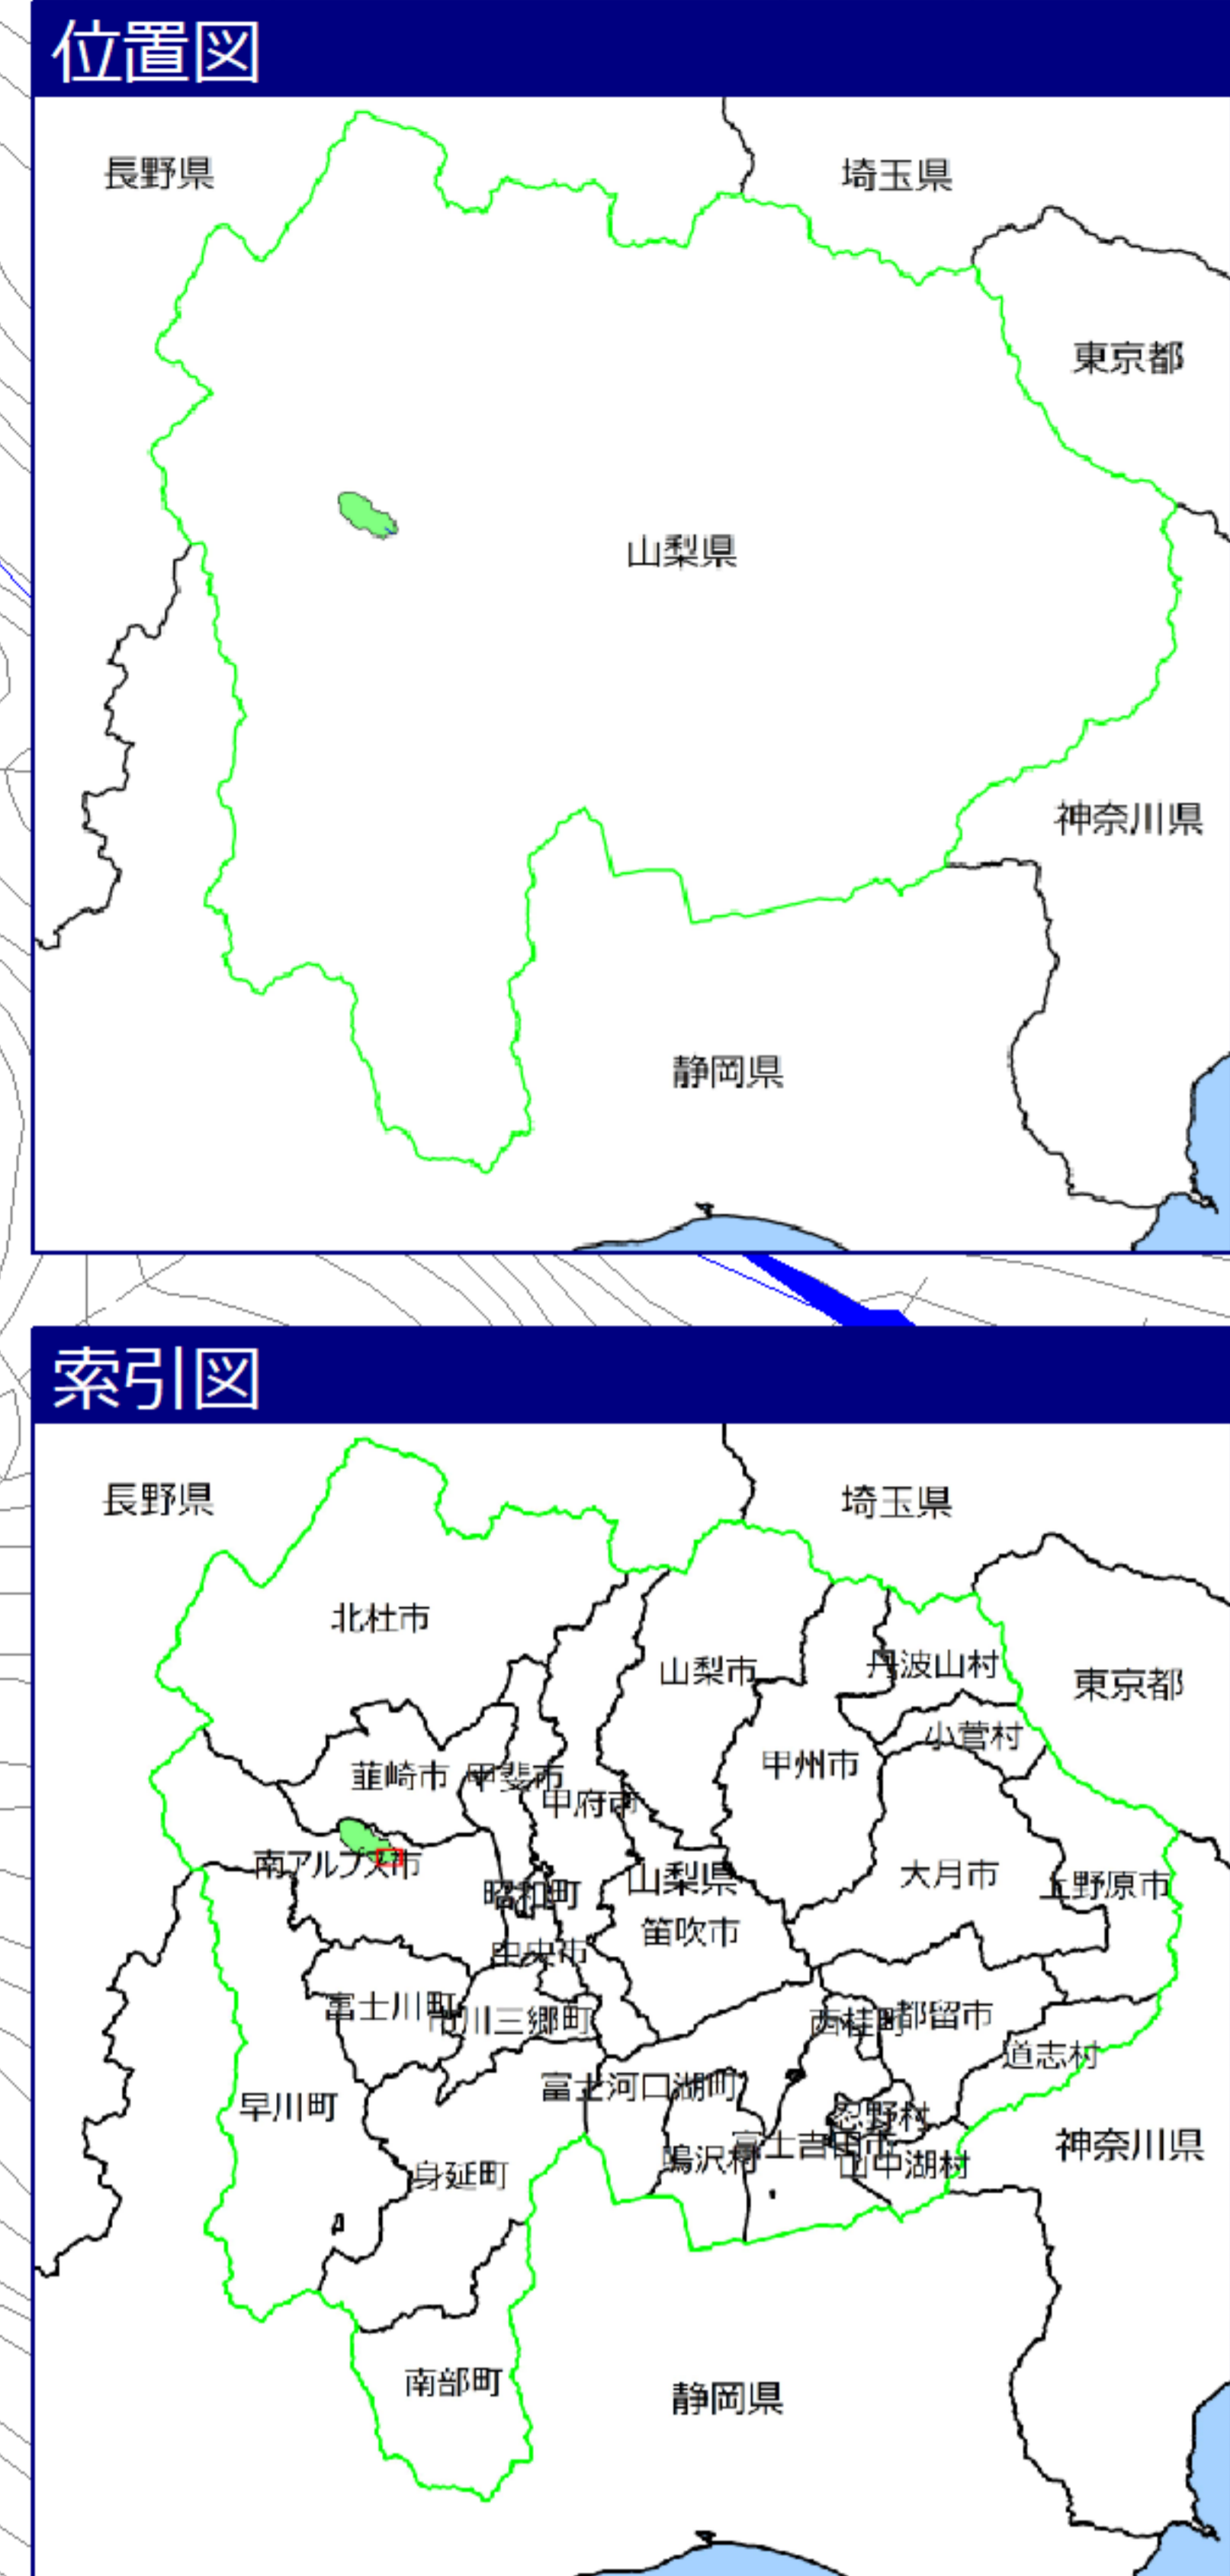 位置図
長野県
埼玉県
東京都
山梨県
神奈川県
静岡県
索引図
長野県
埼玉県
北杜市
山梨市
丹波山村
東京都
小菅村
韮崎市
甲斐市
甲州市
甲府市
南アルプス市
山梨県
大月市
上野原市
昭和町
笛吹市
中央市
富士川町
市川三郷町
西桂町
都留市
道志村
富士河口湖町
早川町
忍野村
富士吉田市
神奈川県
鳴沢村
山中湖村
身延町
南部町
静岡県